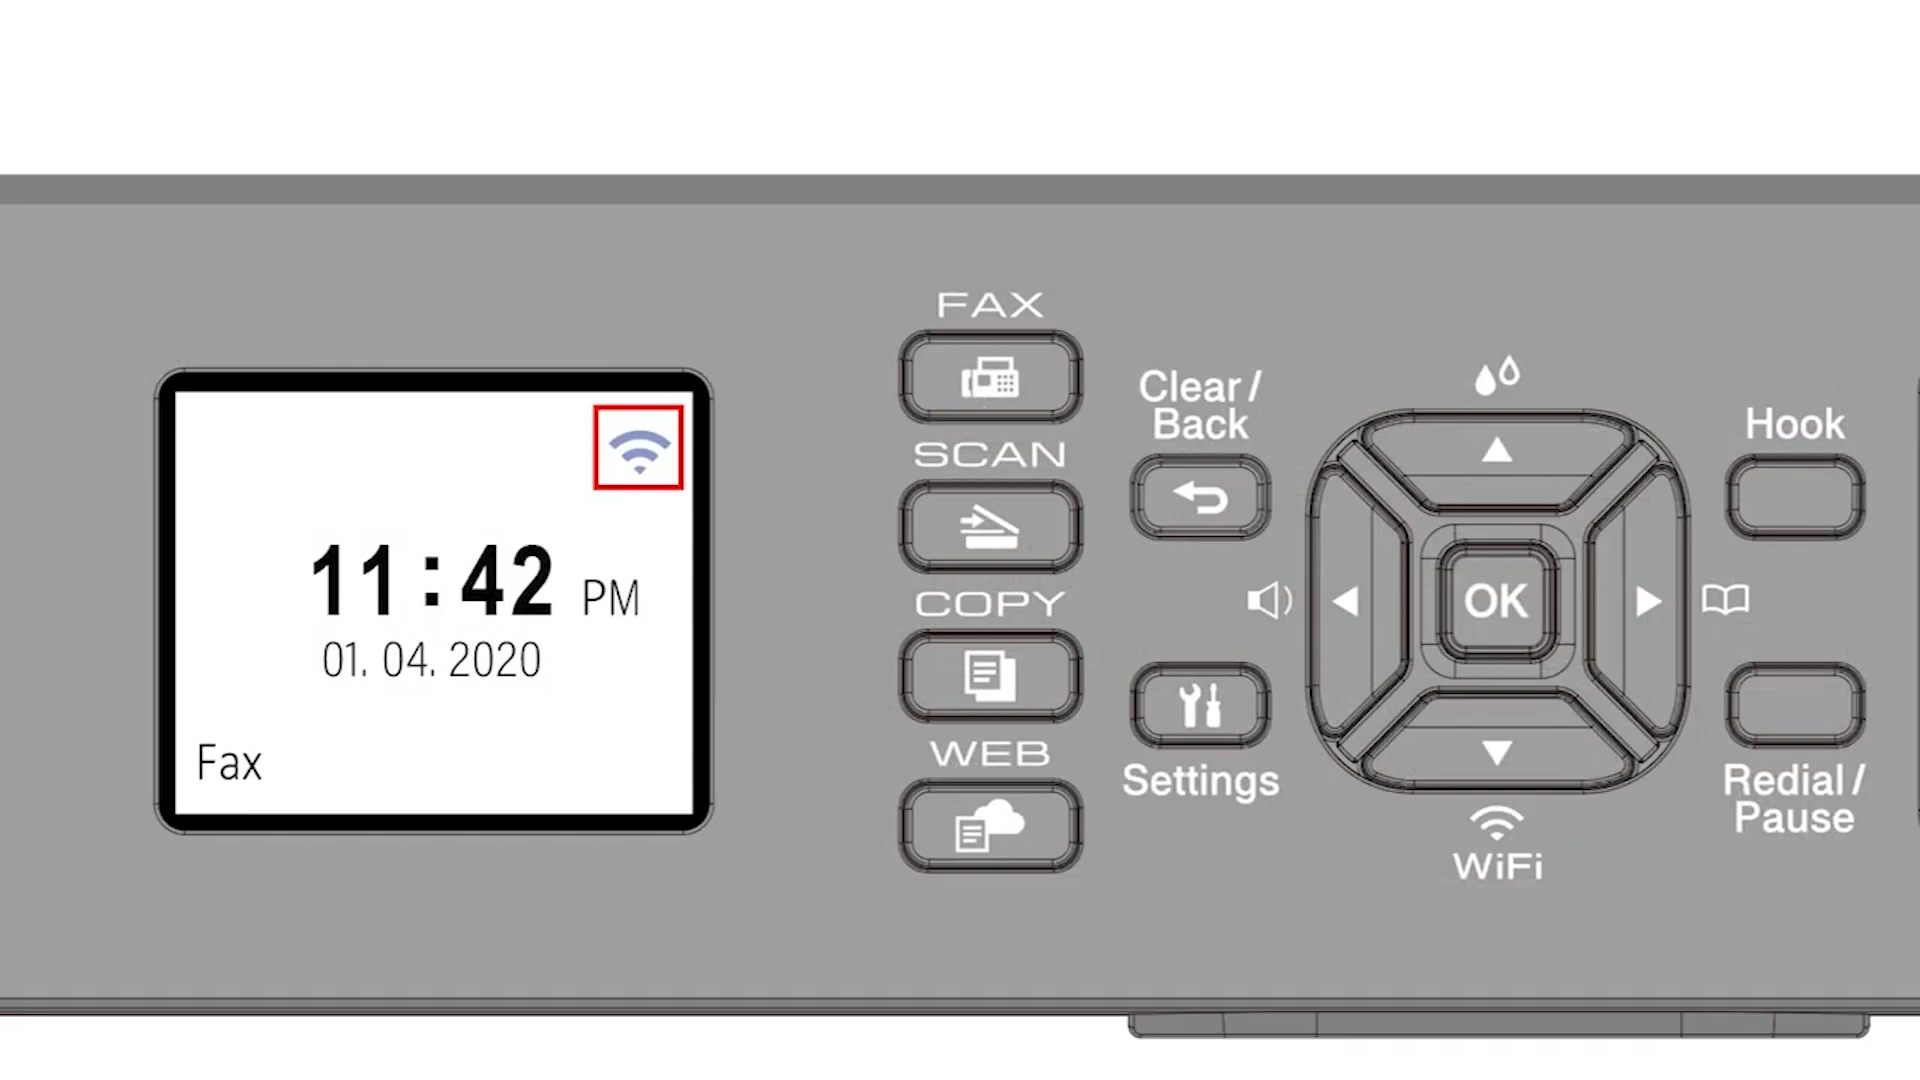 11:42 PM
01. 04. 2020
Fax
FAX
SCAN
COPY
WEB
Clear /
Back
Settings
OK
WiFi
Hook
Redial /
Pause